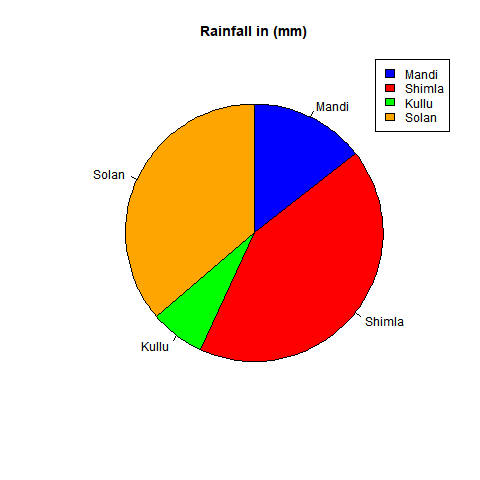 Rainfall in (mm)
Mandi
Shimla
Kullu
Solan
Mandi
Solan
Shimla
Kullu